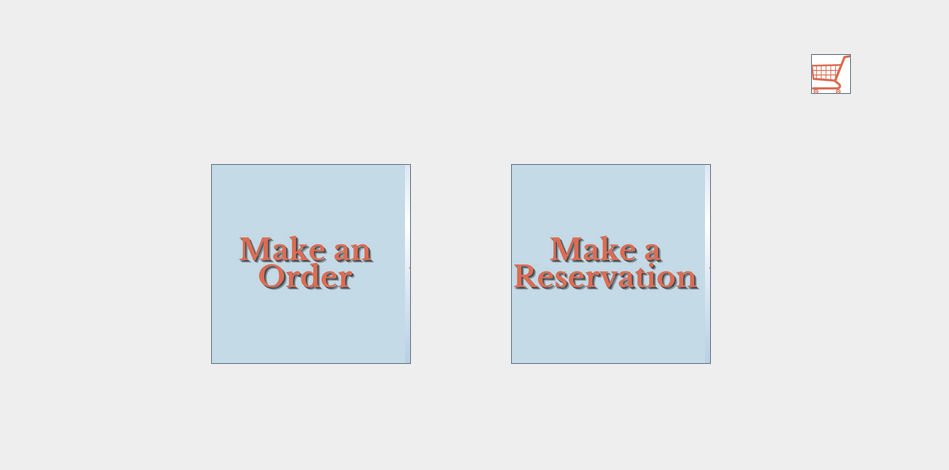 Make an
Order
Make a
Reservation